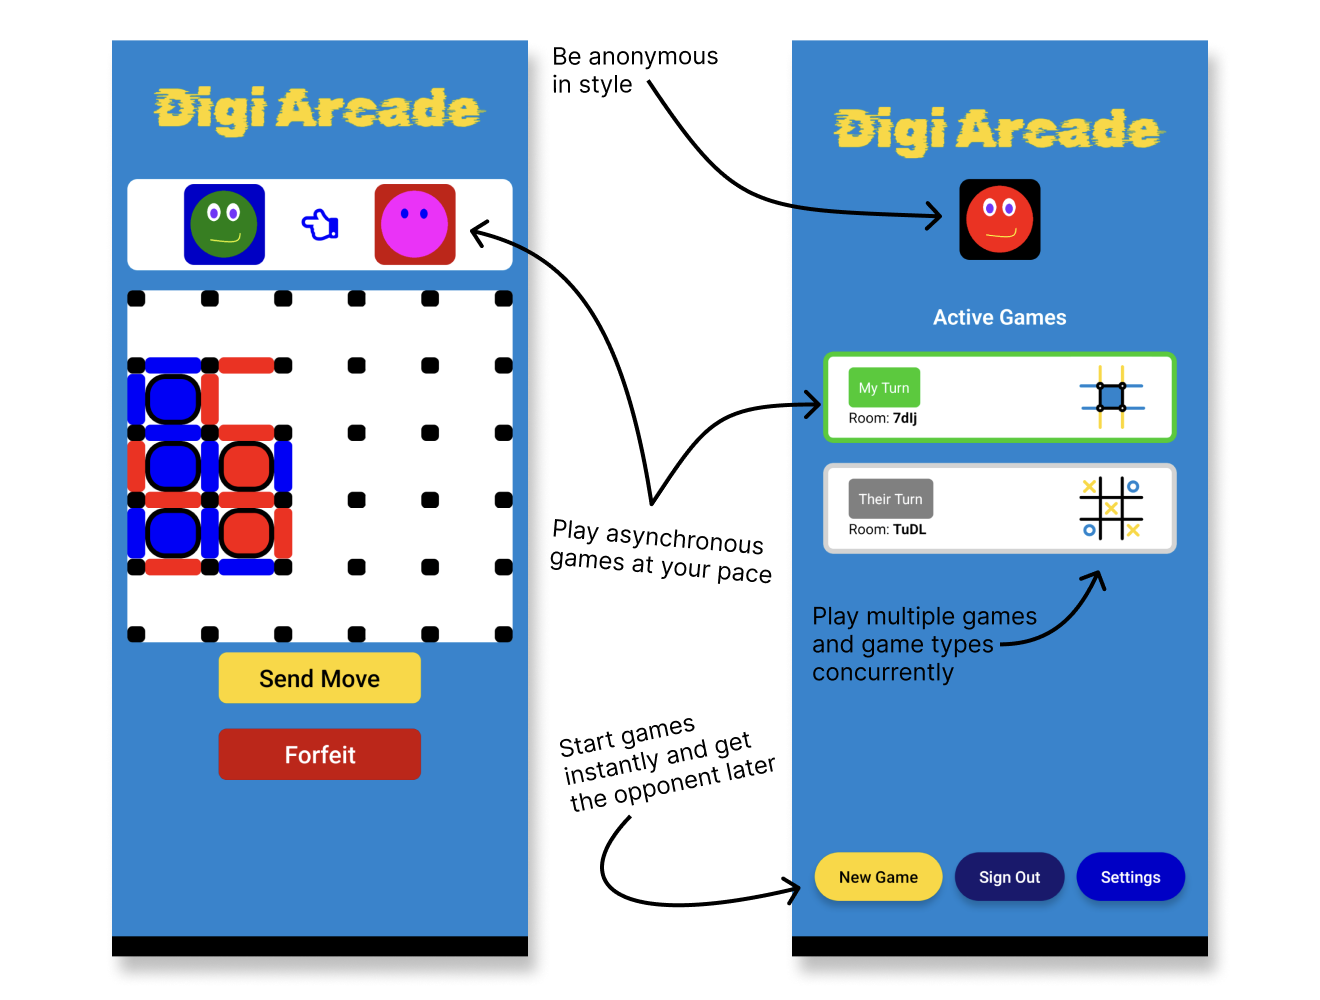 Digi Arcade
Send Move
Forfeit
Be anonymous
in style
Play asynchronous
games at your pace
Start games
instantly and get
the opponent later
Digi Arcade
Active Games
My Turn
Room: 7dIj
Their Turn
Room: TuDL
Play multiple games
and game types
concurrently
New Game
Sign Out
Settings